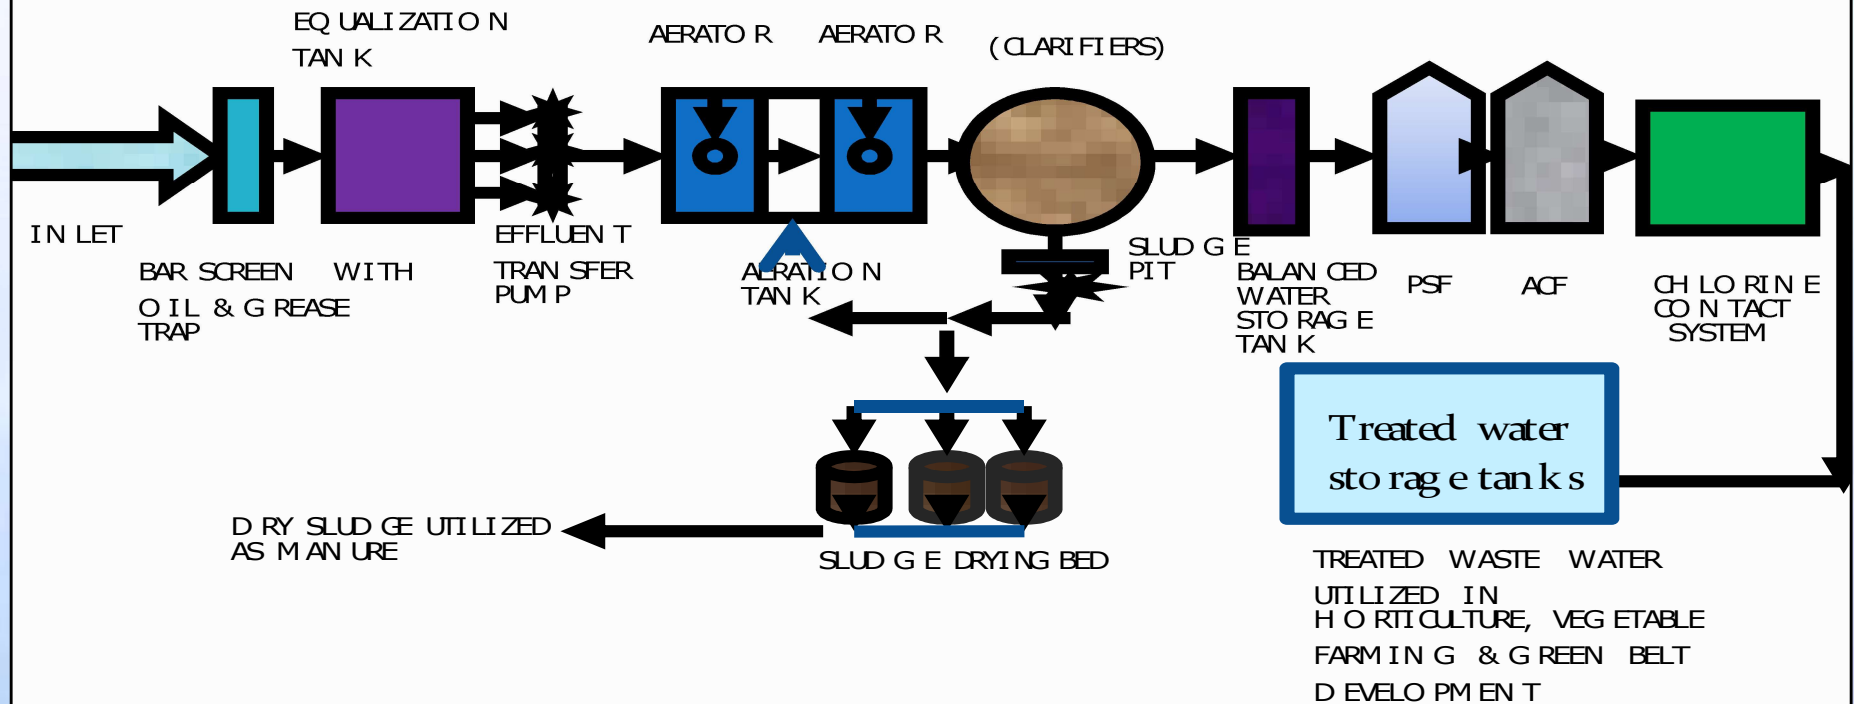 EQUALIZATION
TANK
AERATOR
AERATOR
(CLARIFIERS)
INLET
BAR SCREEN WITH
OIL & GREASE
TRAP
EFFLUENT
TRANSFER
PUMP
AERATION
TANK
SLUDGE
PIT
BALANCED
WATER
STORAGE
TANK
PSF
ACF
CHLORINE
CONTACT
SYSTEM
Treated water
storage tanks
DRY SLUDGE UTILIZED
AS MANURE
SLUDGE DRYING BED
TREATED WASTE WATER
UTILIZED IN
HORTICULTURE, VEGETABLE
FARMING & GREEN BELT
DEVELOPMENT